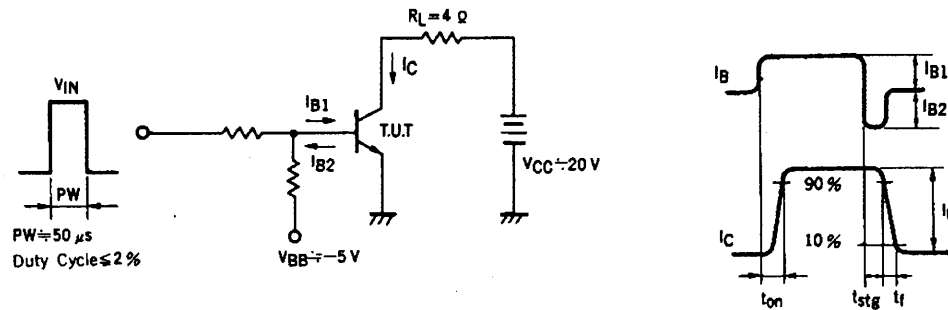 RL=4 Ω
VIN
IC
IB1
T.U.T
IB2
VCC≒20 V
PW
PW≒50 μs
Duty Cycle≦2 %
VBB≒−5 V
IB
IB1
IB2
90 %
10 %
IC
ton
tstg
tf